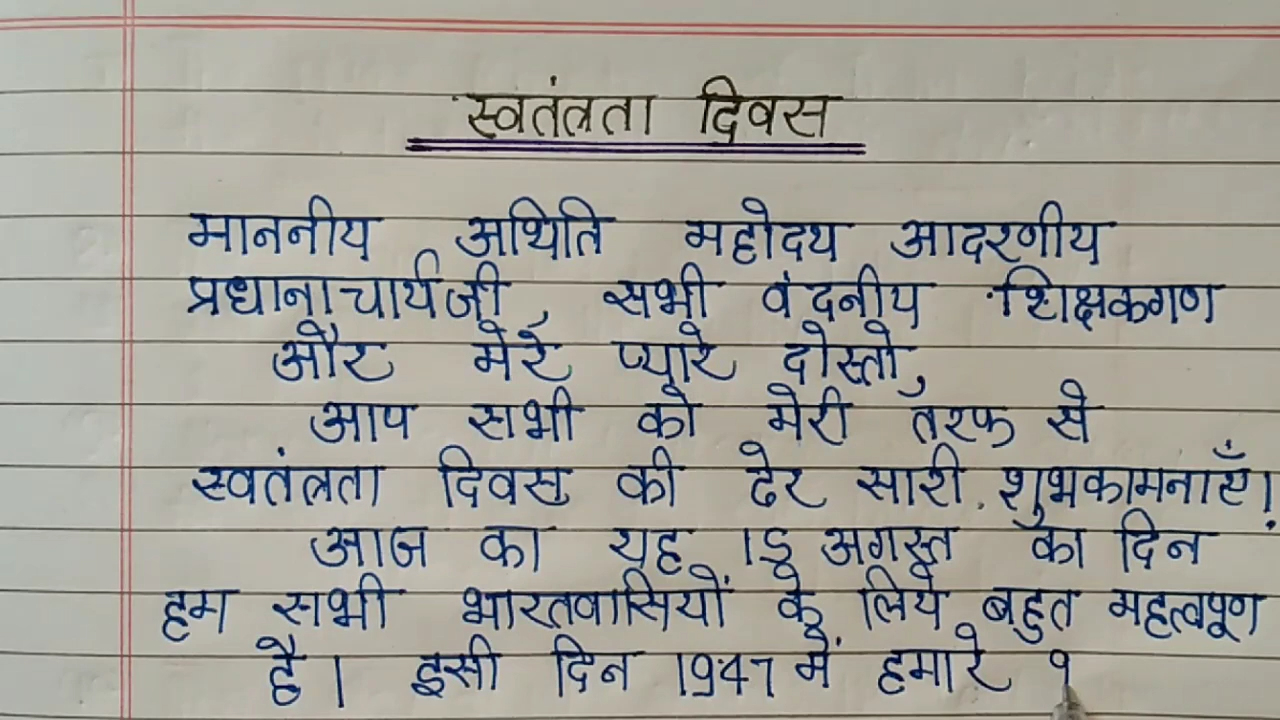 स्वतंत्रता दिवस
माननीय अथिति महोदय आदरणीय
प्रधानाचार्यजी, सभी वंदनीय शिक्षकगण
और मेरे प्यारे दोस्तो,
आप सभी को मेरी तरफ से
स्वतंत्रता दिवस की ढेर सारी शुभकामनाएँ।
आज का यह 15 अगस्त का दिन
हम सभी भारतवासियों के लिये बहुत महत्वपूण
है। इसी दिन 1947 में हमारे